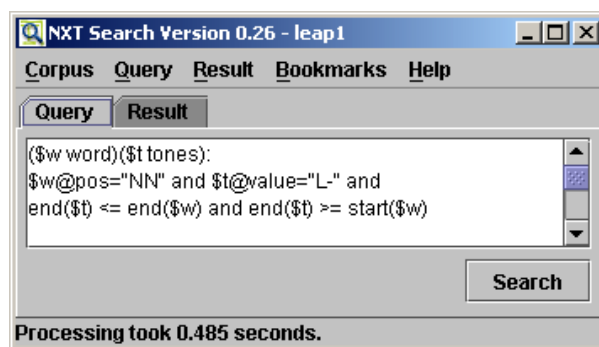 NXT Search Version 0.26 - leap1
Corpus Query Result Bookmarks Help
Query Result
($w word)($t tones):
$w@pos="NN" and $t@value="L-" and
end($t) <= end($w) and end($t) >= start($w)
Search
Processing took 0.485 seconds.